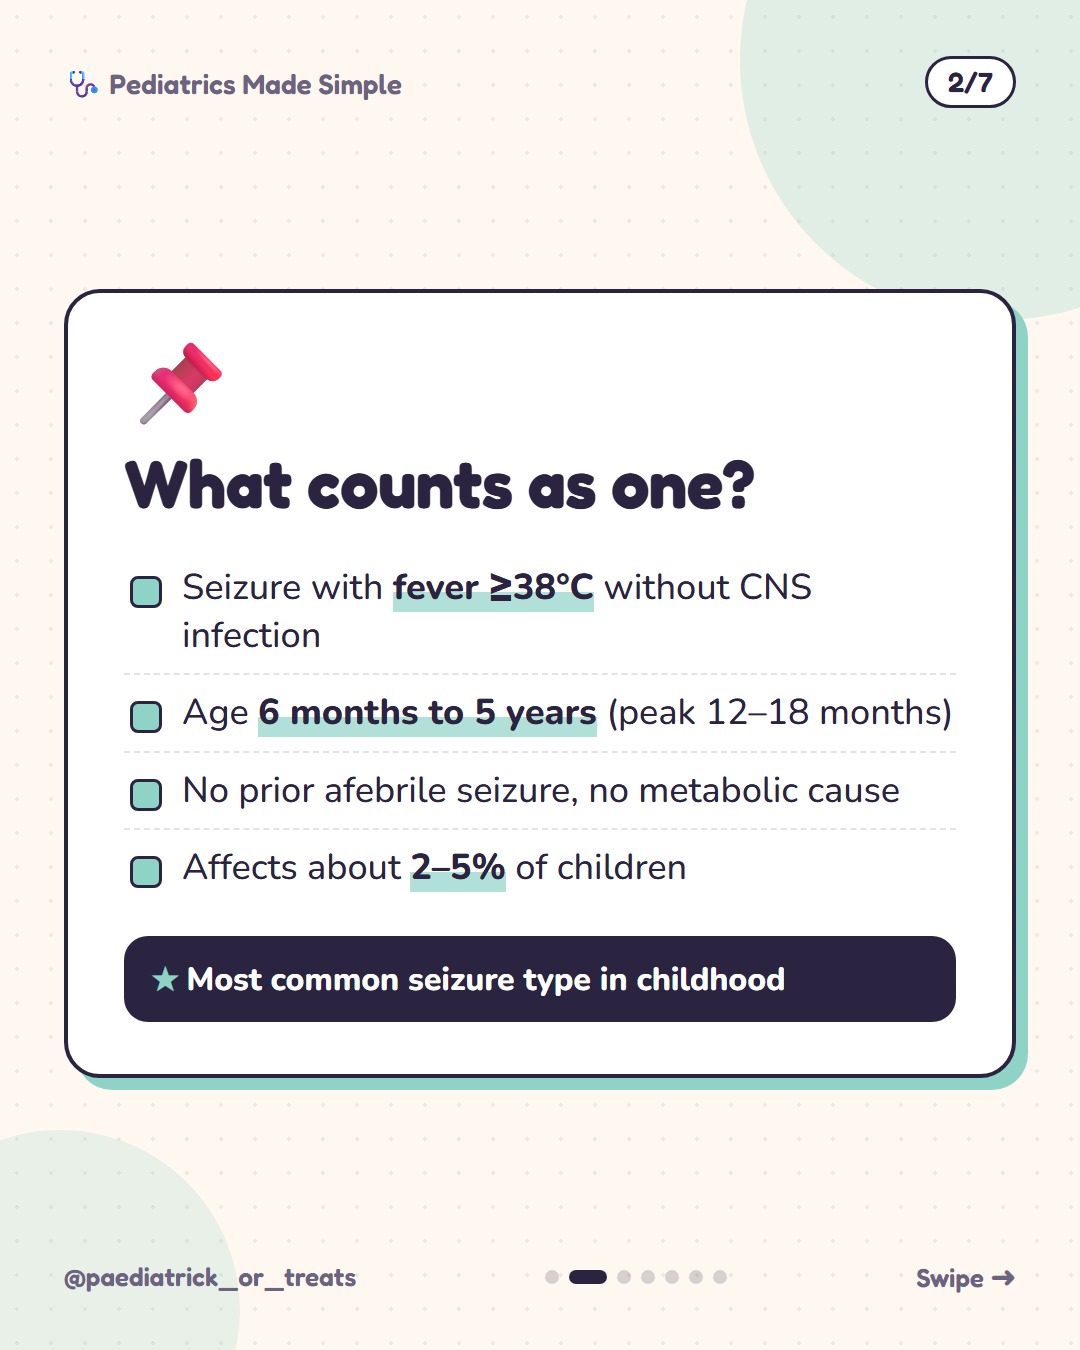 Pediatrics Made Simple
2/7
What counts as one?
Seizure with fever ≥38°C without CNS
infection
Age 6 months to 5 years (peak 12–18 months)
No prior afebrile seizure, no metabolic cause
Affects about 2–5% of children
★ Most common seizure type in childhood
@paediatrick_or_treats
Swipe →